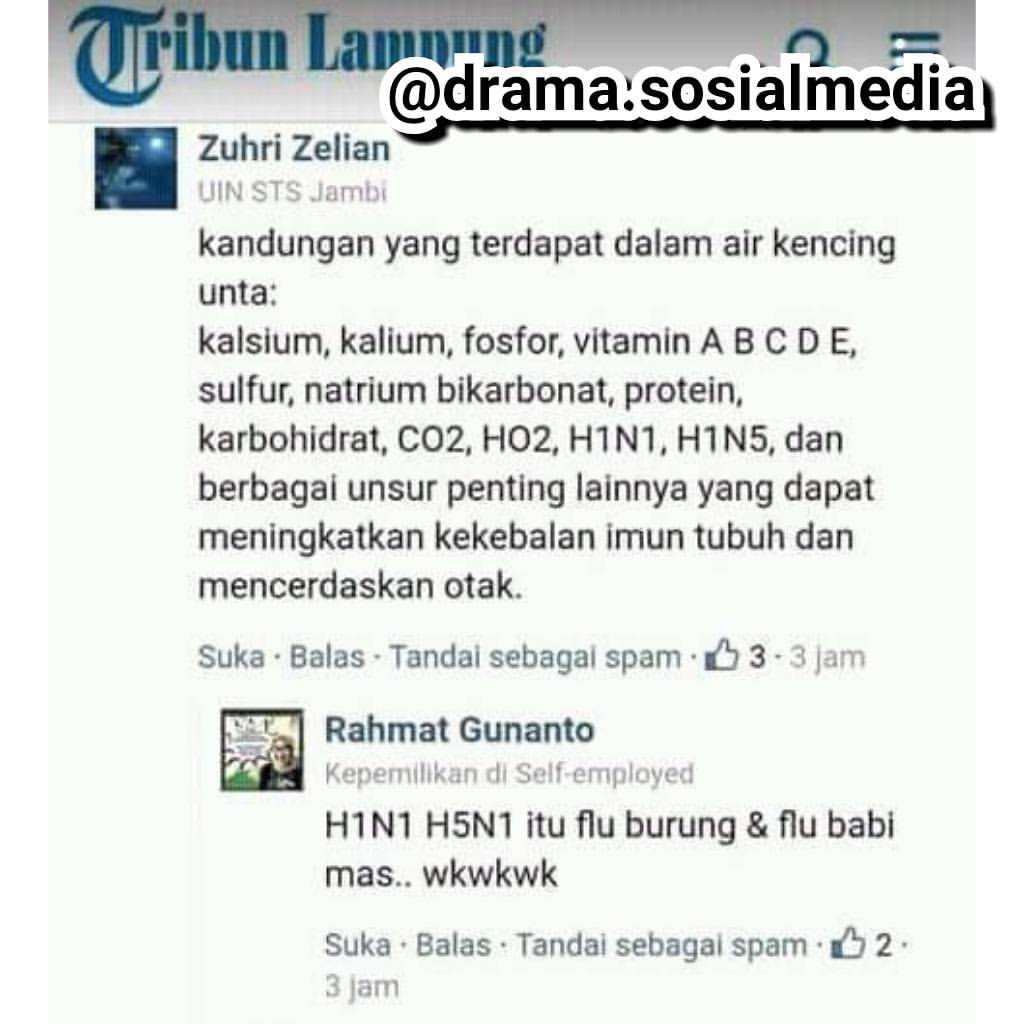 Tribun Lampung
@drama.sosialmedia
Zuhri Zelian
UIN STS Jambi
kandungan yang terdapat dalam air kencing
unta:
kalsium, kalium, fosfor, vitamin A B C D E,
sulfur, natrium bikarbonat, protein,
karbohidrat, CO2, HO2, H1N1, H1N5, dan
berbagai unsur penting lainnya yang dapat
meningkatkan kekebalan imun tubuh dan
mencerdaskan otak.
Suka · Balas · Tandai sebagai spam · 3 · 3 jam
Rahmat Gunanto
Kepemilikan di Self-employed
H1N1 H5N1 itu flu burung & flu babi
mas.. wkwkwk
Suka · Balas · Tandai sebagai spam · 2 ·
3 jam